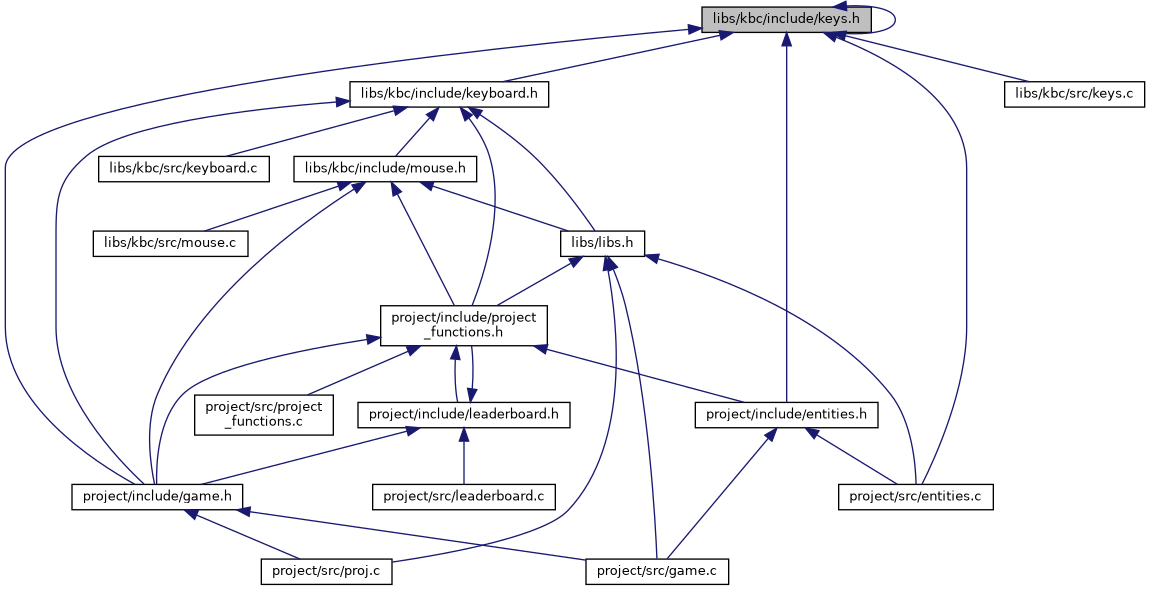 libs/kbc/include/keys.h
libs/kbc/include/keyboard.h
libs/kbc/src/keys.c
libs/kbc/src/keyboard.c
libs/kbc/include/mouse.h
libs/kbc/src/mouse.c
libs/libs.h
project/include/project
_functions.h
project/src/project
_functions.c
project/include/leaderboard.h
project/include/entities.h
project/include/game.h
project/src/leaderboard.c
project/src/entities.c
project/src/proj.c
project/src/game.c